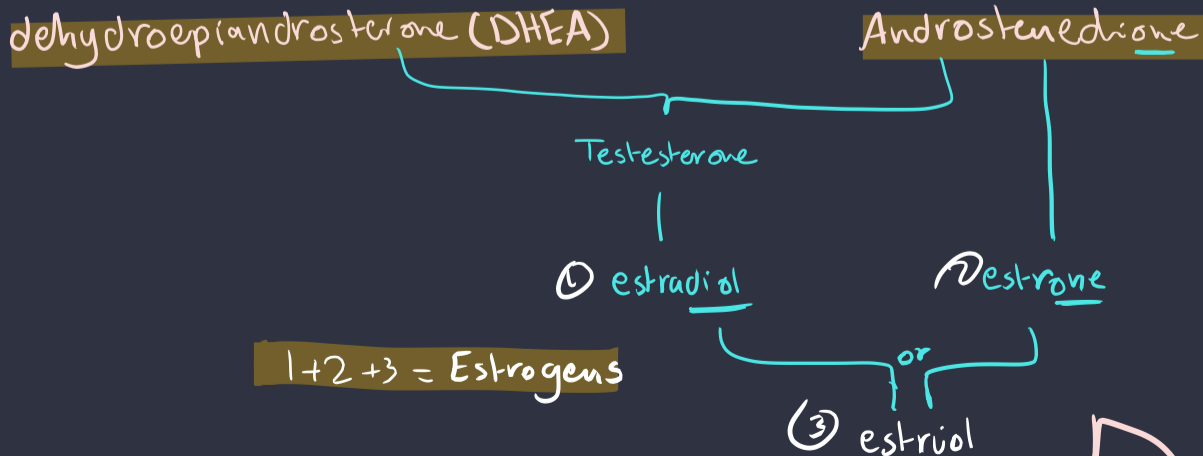 dehydroepiandrosterone (DHEA)
Androstenedione
Testesterone
① estradiol
② estrone
or
1+2+3 = Estrogens
③ estriol